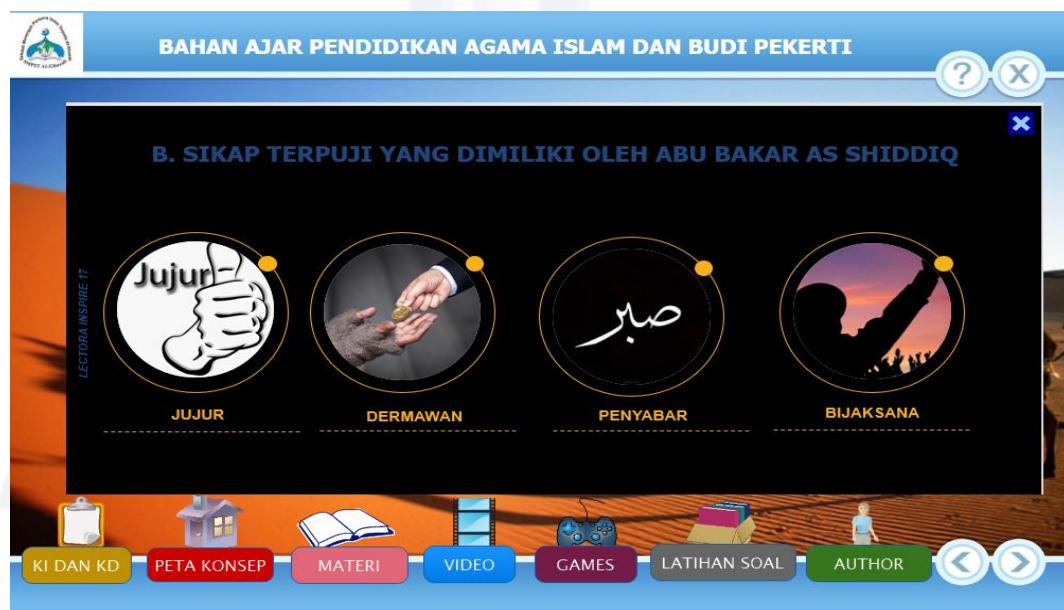 BAHAN AJAR PENDIDIKAN AGAMA ISLAM DAN BUDI PEKERTI
? X
B. SIKAP TERPUJI YANG DIMILIKI OLEH ABU BAKAR AS SHIDDIQ
LECTORA INSPIRE 17
Jujur
صبر
JUJUR DERMAWAN PENYABAR BIJAKSANA
KI DAN KD PETA KONSEP MATERI VIDEO GAMES LATIHAN SOAL AUTHOR